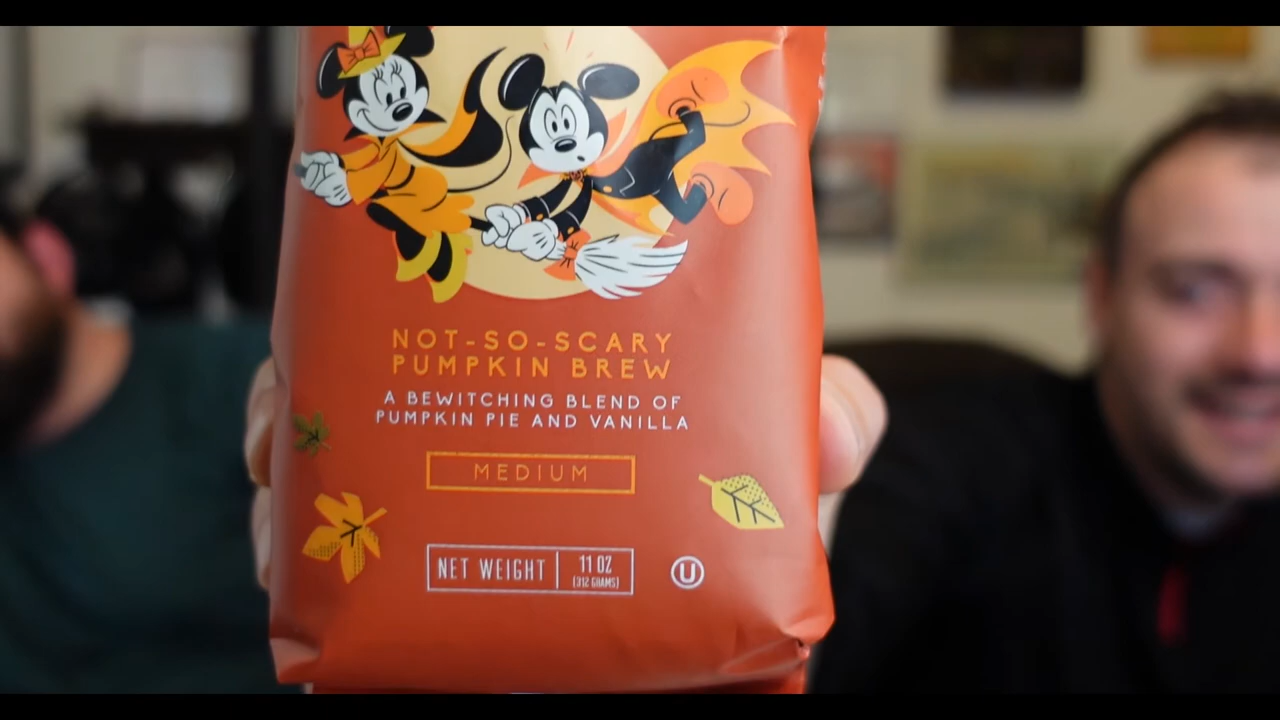 NOT-SO-SCARY
PUMPKIN BREW
A BEWITCHING BLEND OF
PUMPKIN PIE AND VANILLA
MEDIUM
NET WEIGHT 11 OZ
(312 GRAMS)
U